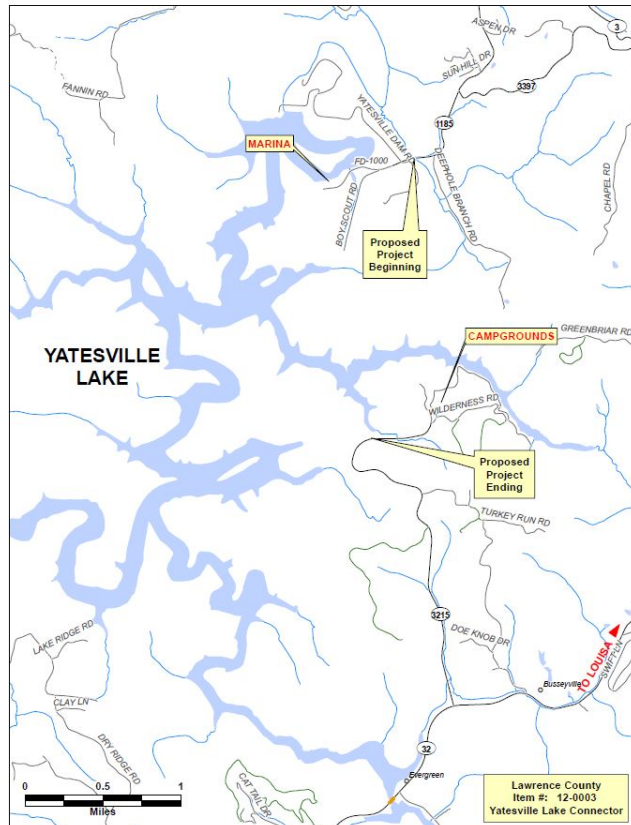 ASPEN DR
3
SUN HILL DR
3397
FANNIN RD
YATESVILLE DAM RD
1185
MARINA
FD-1000
BOY SCOUT RD
DEEPHOLE BRANCH RD
CHAPEL RD
Proposed
Project
Beginning
GREENBRIAR RD
CAMPGROUNDS
YATESVILLE
LAKE
WILDERNESS RD
Proposed
Project
Ending
TURKEY RUN RD
3215
DOE KNOB DR
LAKE RIDGE RD
TO LOUISA
SWIFT LN
Busseyville
CLAY LN
DRY RIDGE RD
32
Evergreen
CAT TAIL DR
0 0.5 1
Miles
Lawrence County
Item #: 12-0003
Yatesville Lake Connector